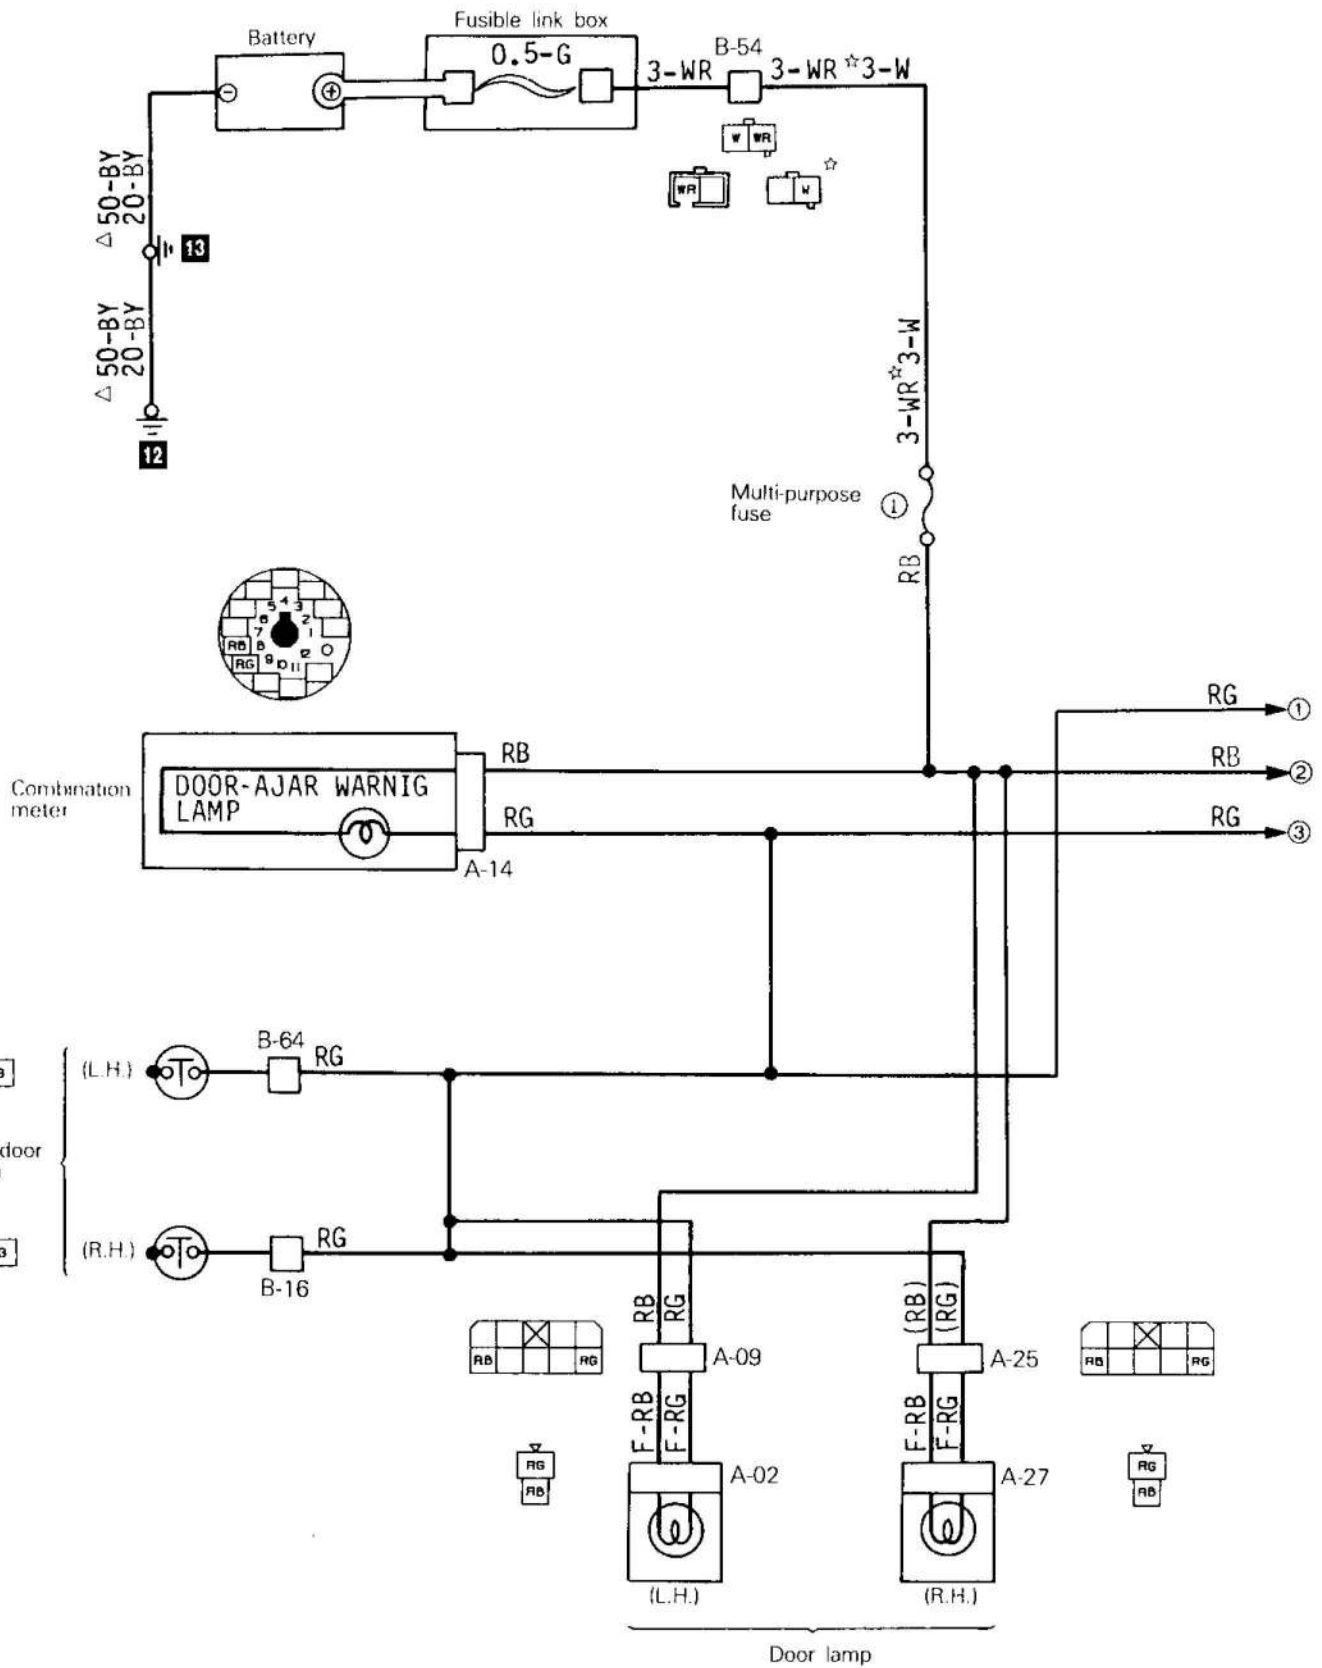 Fusible link box
Battery
0.5-G
B-54
3-WR
3-WR ☆3-W
W WR
WR
☆
W
△50-BY
20-BY
13
△50-BY
20-BY
12
3-WR☆3-W
Multi-purpose
fuse
①
RB
5 4 3
6 2
7 1
RB 8 12
RG 9 10 11
RG ①
RB
RB ②
Combination
meter
DOOR-AJAR WARNIG
LAMP
RG
RG ③
A-14
B-64
RG
(L.H.)
door
(R.H.)
RG
B-16
RB
RG
(RB)
(RG)
RB RG
A-09
A-25
RB RG
F-RB
F-RG
F-RB
F-RG
RG
RB
A-02
A-27
RG
RB
(L.H.)
(R.H.)
Door lamp